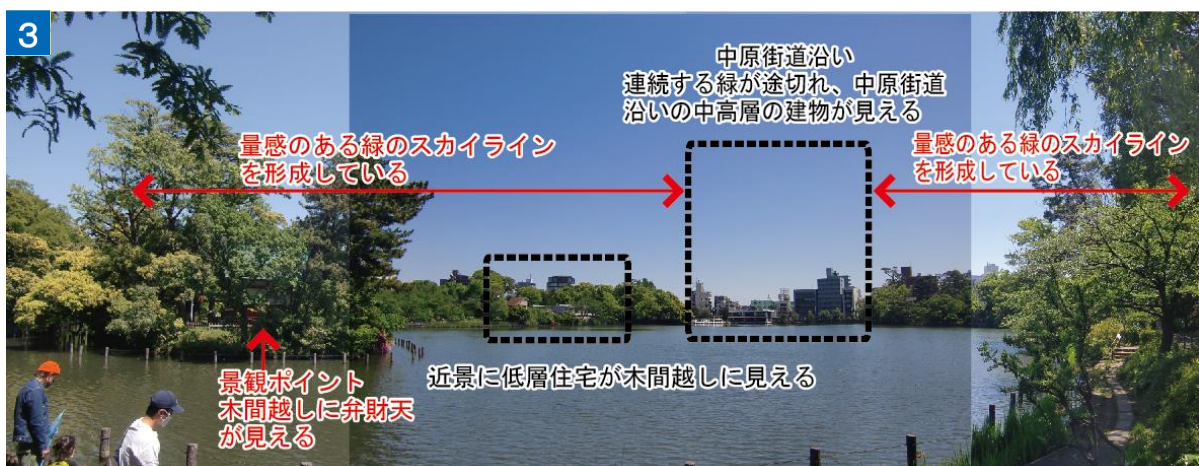 3
中原街道沿い
連続する緑が途切れ、中原街道
沿いの中高層の建物が見える
量感のある緑のスカイライン
を形成している
量感のある緑のスカイライン
を形成している
景観ポイント
木間越しに弁財天
が見える
近景に低層住宅が木間越しに見える